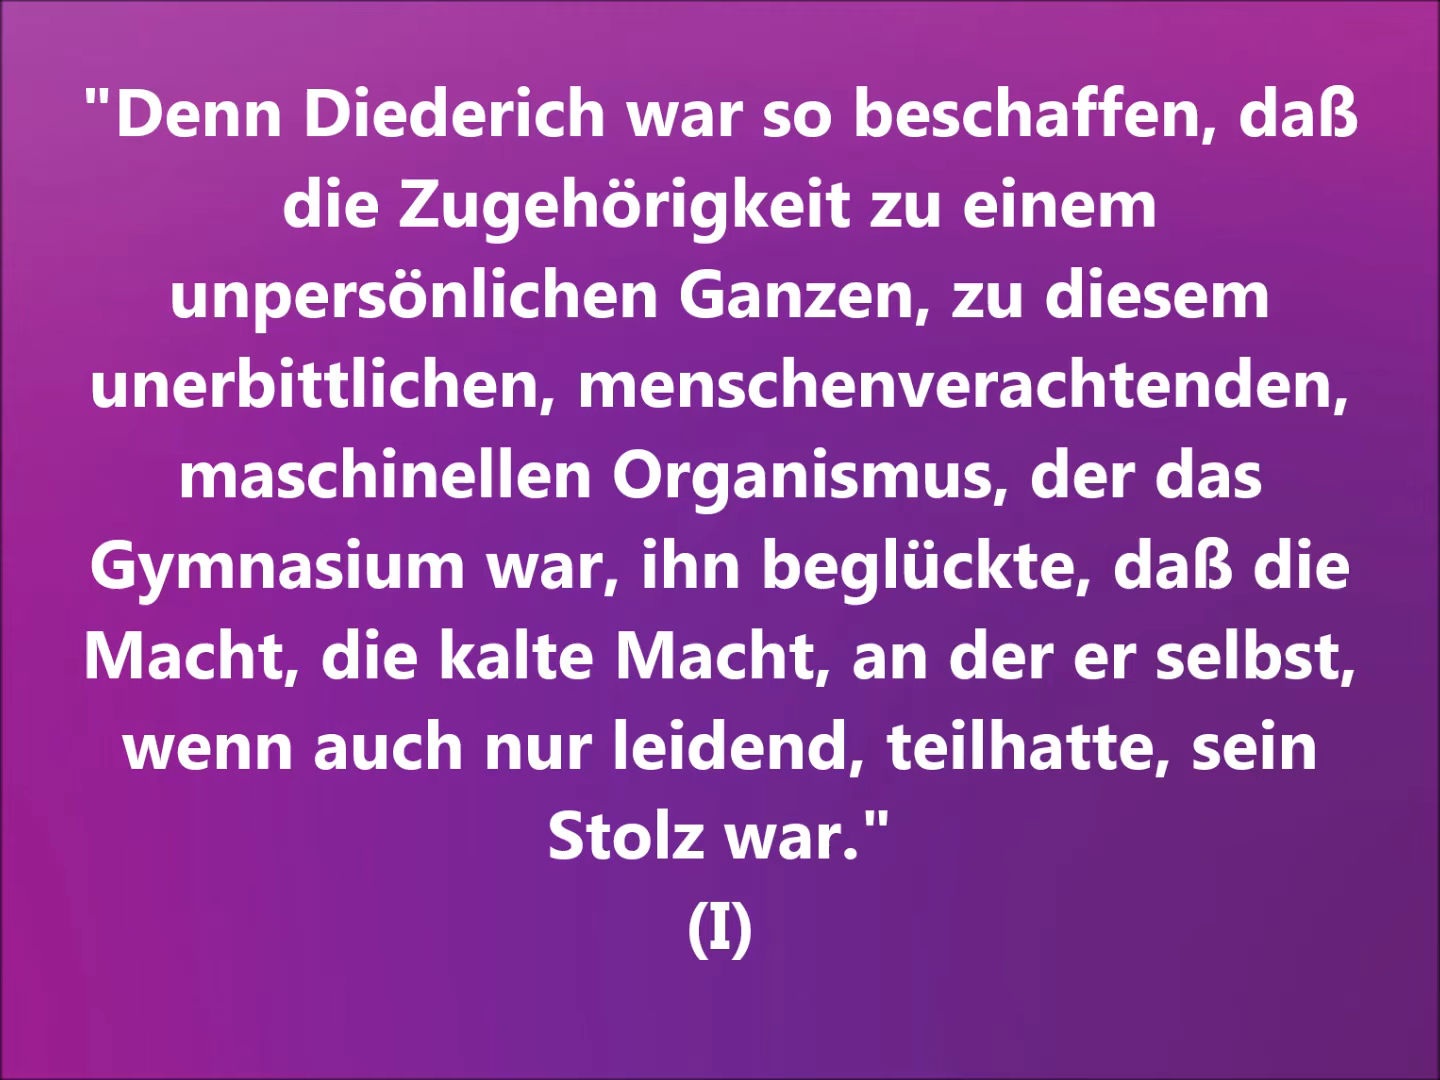 "Denn Diederich war so beschaffen, daß
die Zugehörigkeit zu einem
unpersönlichen Ganzen, zu diesem
unerbittlichen, menschenverachtenden,
maschinellen Organismus, der das
Gymnasium war, ihn beglückte, daß die
Macht, die kalte Macht, an der er selbst,
wenn auch nur leidend, teilhatte, sein
Stolz war."
(I)